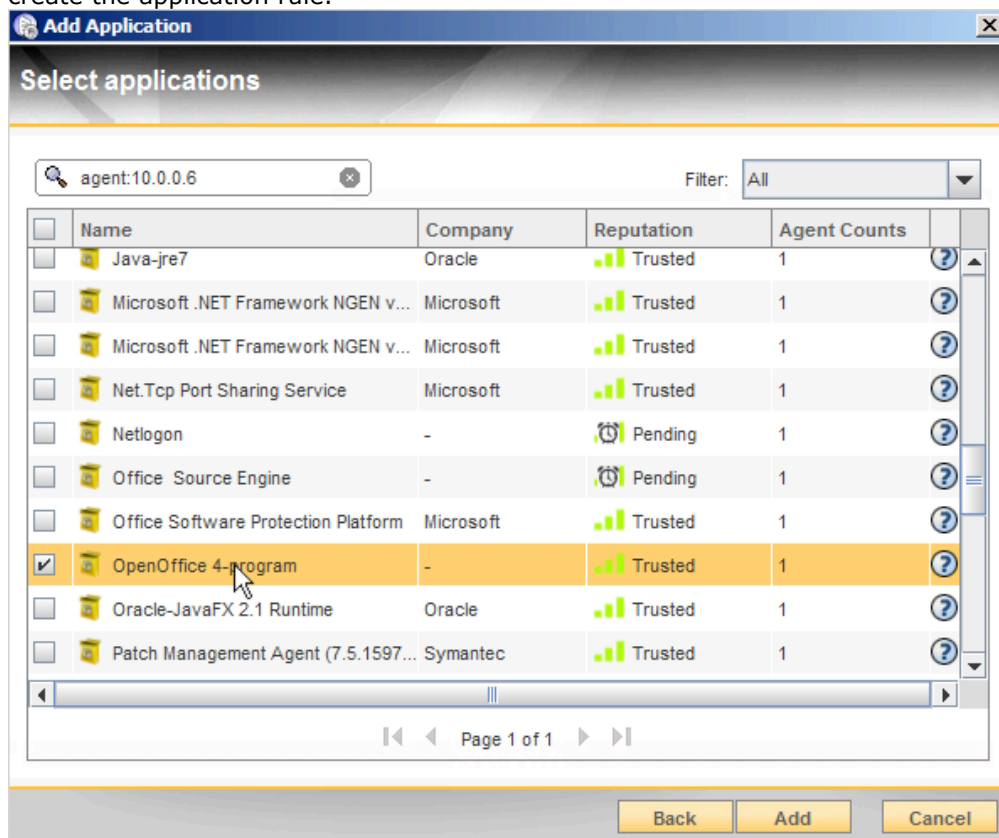 create the application rule.
Add Application
Select applications
agent:10.0.0.6 Filter: All
Name Company Reputation Agent Counts
Java-jre7 Oracle Trusted 1
Microsoft .NET Framework NGEN v... Microsoft Trusted 1
Microsoft .NET Framework NGEN v... Microsoft Trusted 1
Net.Tcp Port Sharing Service Microsoft Trusted 1
Netlogon - Pending 1
Office Source Engine - Pending 1
Office Software Protection Platform Microsoft Trusted 1
OpenOffice 4-program - Trusted 1
Oracle-JavaFX 2.1 Runtime Oracle Trusted 1
Patch Management Agent (7.5.1597... Symantec Trusted 1
Page 1 of 1
Back Add Cancel